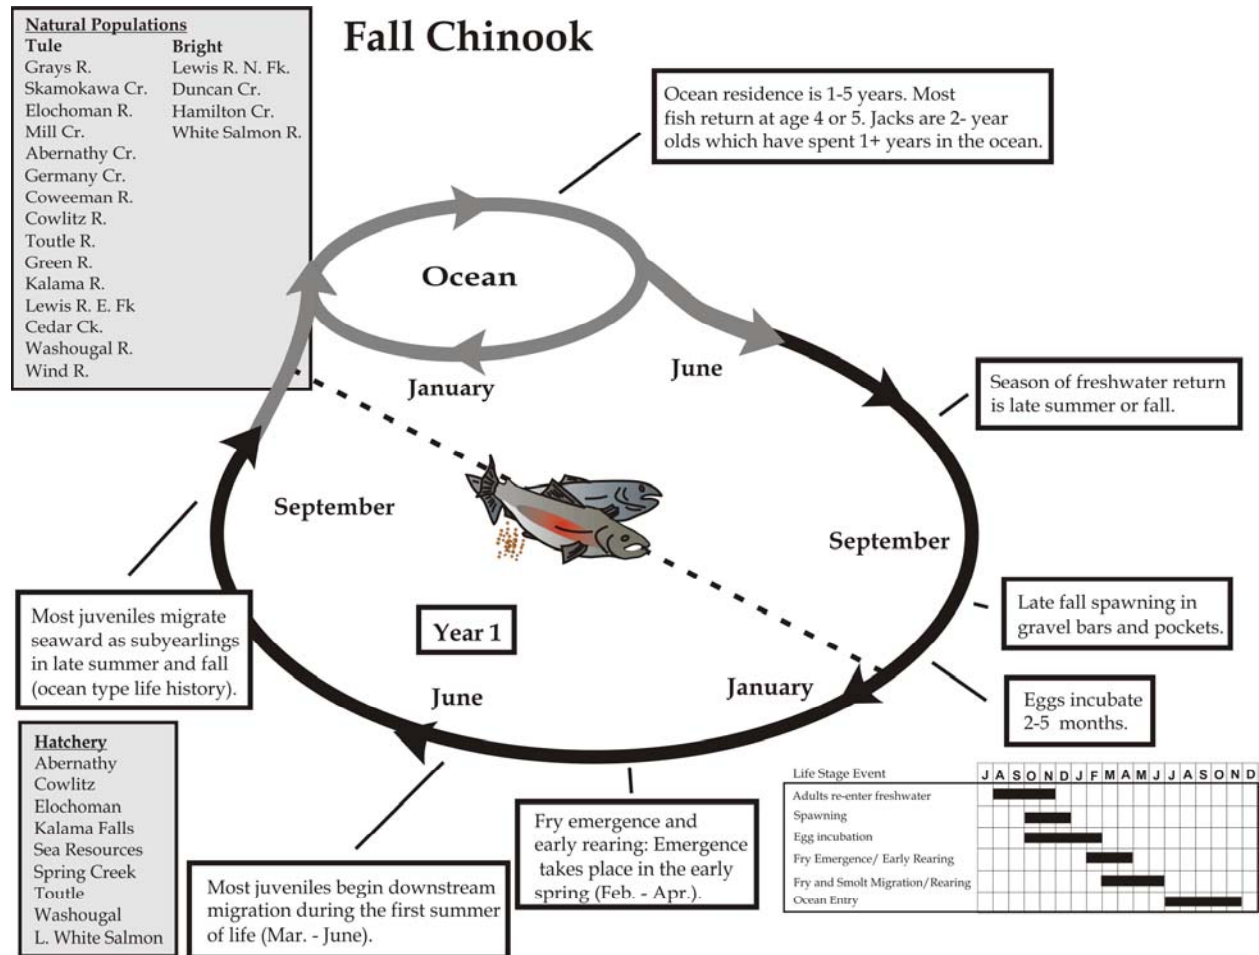 Fall Chinook
Natural Populations
Tule Bright
Grays R. Lewis R. N. Fk.
Skamokawa Cr. Duncan Cr.
Elochoman R. Hamilton Cr.
Mill Cr. White Salmon R.
Abernathy Cr.
Germany Cr.
Coweeman R.
Cowlitz R.
Toutle R.
Green R.
Kalama R.
Lewis R. E. Fk
Cedar Ck.
Washougal R.
Wind R.
Ocean residence is 1-5 years. Most
fish return at age 4 or 5. Jacks are 2- year
olds which have spent 1+ years in the ocean.
Ocean
January
June
Season of freshwater return
is late summer or fall.
September
September
Late fall spawning in
gravel bars and pockets.
Most juveniles migrate
seaward as subyearlings
in late summer and fall
(ocean type life history).
Year 1
June
January
Eggs incubate
2-5 months.
Hatchery
Abernathy
Cowlitz
Elochoman
Kalama Falls
Sea Resources
Spring Creek
Toutle
Washougal
L. White Salmon
Most juveniles begin downstream
migration during the first summer
of life (Mar. - June).
Fry emergence and
early rearing: Emergence
takes place in the early
spring (Feb. - Apr.).
Life Stage Event J A S O N D J F M A M J J A S O N D
Adults re-enter freshwater
Spawning
Egg incubation
Fry Emergence/ Early Rearing
Fry and Smolt Migration/Rearing
Ocean Entry